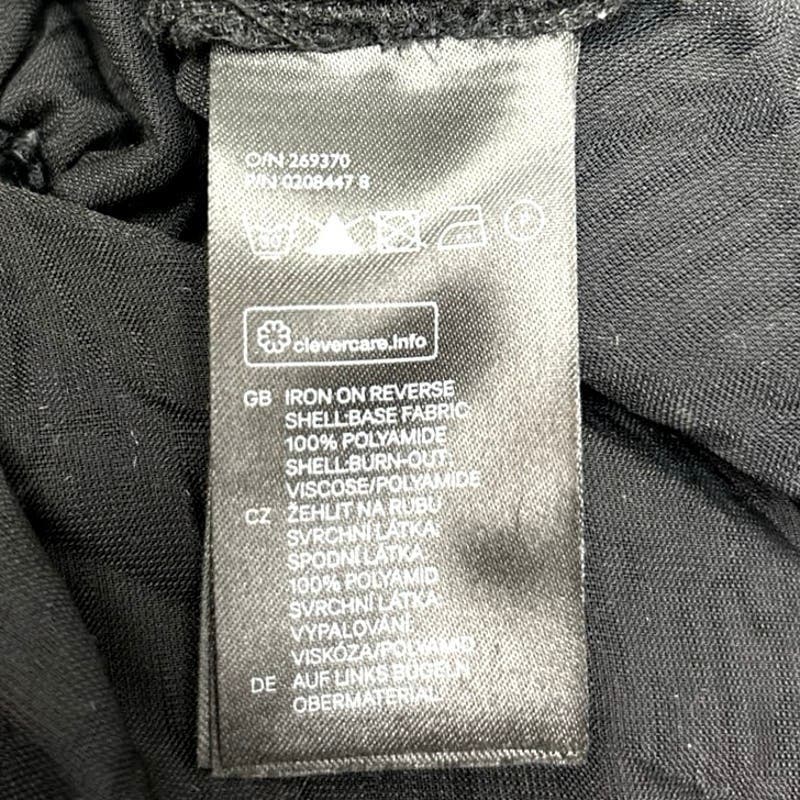 O/N 269370
P/N 0208447 8
30
P
clevercare.info
GB IRON ON REVERSE
SHELL:BASE FABRIC
100% POLYAMIDE
SHELL:BURN-OUT:
VISCOSE/POLYAMIDE
CZ ŽEHLIT NA RUBU
SVRCHNÍ LÁTKA:
SPODNÍ LÁTKA
100% POLYAMID
SVRCHNÍ LÁTKA:
VYPALOVÁNÍ:
VISKÓZA/POLYAMID
DE AUF LINKS BÜGELN
OBERMATERIAL: